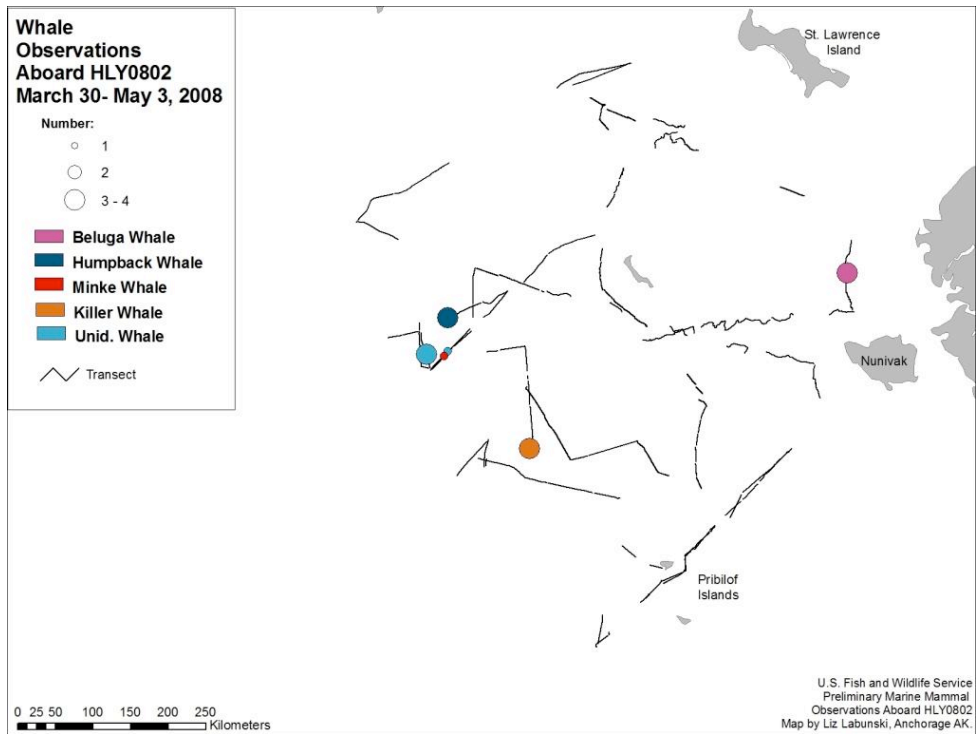 Whale
Observations
Aboard HLY0802
March 30- May 3, 2008
Number:
1
2
3 - 4
Beluga Whale
Humpback Whale
Minke Whale
Killer Whale
Unid. Whale
Transect
St. Lawrence
Island
Nunivak
Pribilof
Islands
0 25 50 100 150 200 250
Kilometers
U.S. Fish and Wildlife Service
Preliminary Marine Mammal
Observations Aboard HLY0802
Map by Liz Labunski, Anchorage AK.